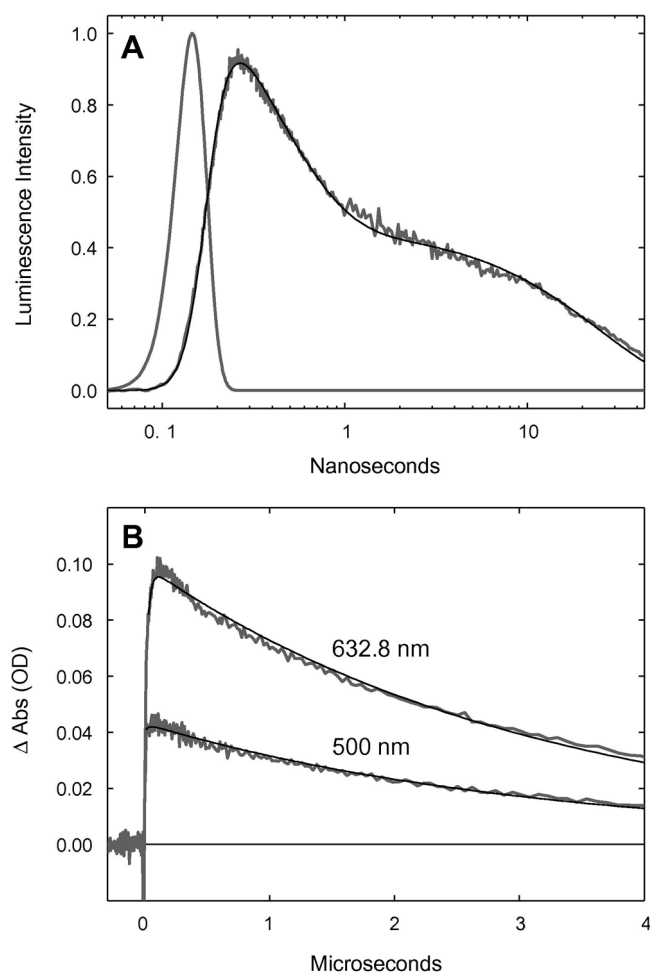 A
1.0
0.8
0.6
0.4
0.2
0.0
Luminescence Intensity
0. 1
1
10
Nanoseconds
B
0.10
0.08
0.06
0.04
0.02
0.00
Δ Abs (OD)
632.8 nm
500 nm
0
1
2
3
4
Microseconds